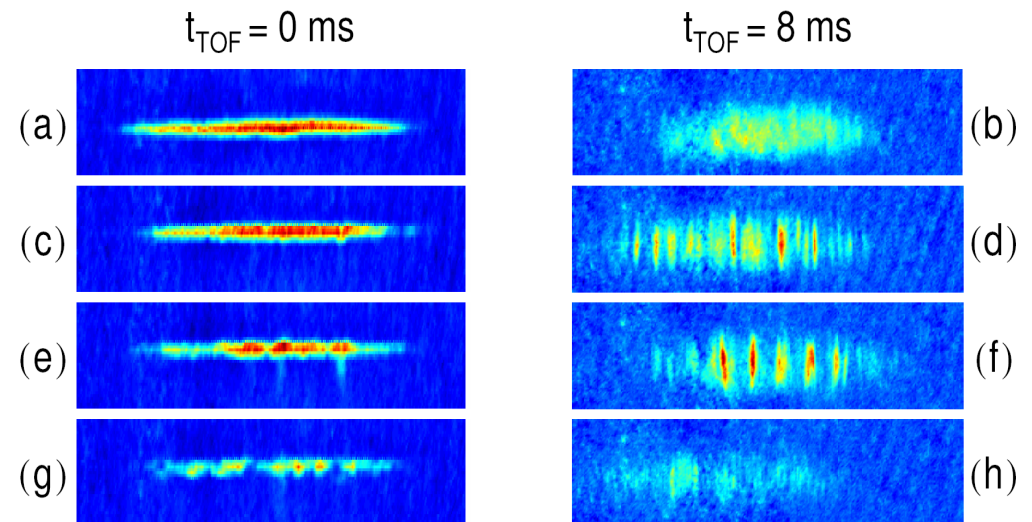 t_TOF = 0 ms t_TOF = 8 ms
(a) (b)
(c) (d)
(e) (f)
(g) (h)